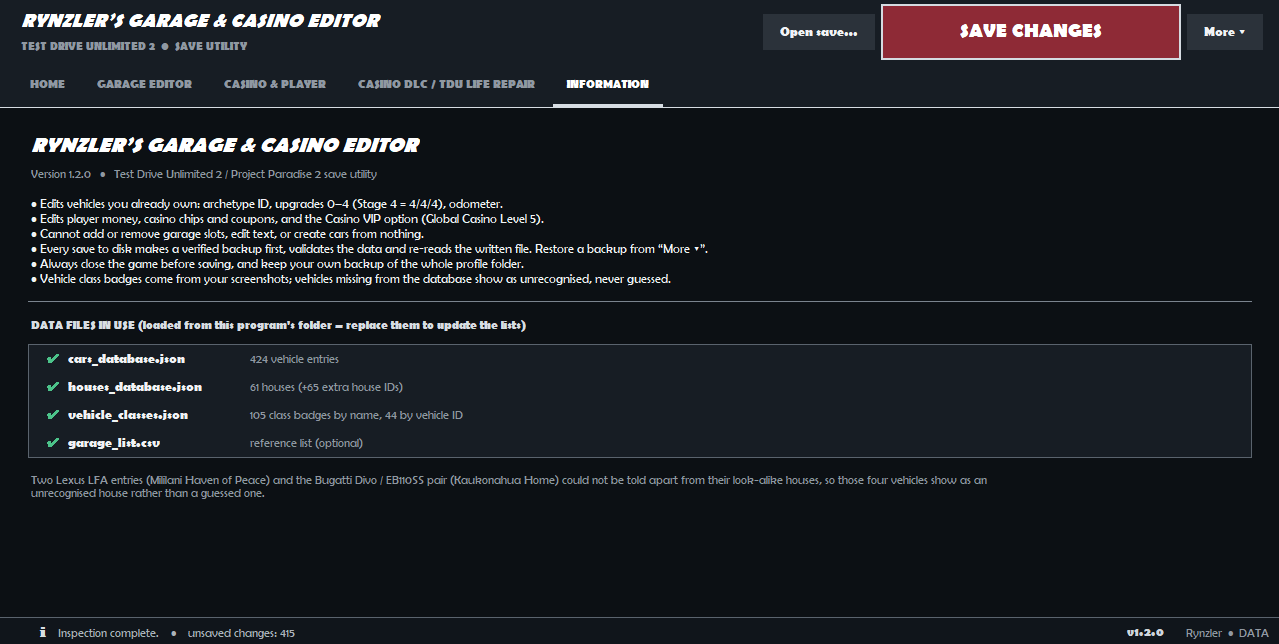 RYNZLER'S GARAGE & CASINO EDITOR
TEST DRIVE UNLIMITED 2 ● SAVE UTILITY
Open save...
SAVE CHANGES
More ▾
HOME
GARAGE EDITOR
CASINO & PLAYER
CASINO DLC / TDU LIFE REPAIR
INFORMATION
RYNZLER'S GARAGE & CASINO EDITOR
Version 1.2.0 ● Test Drive Unlimited 2 / Project Paradise 2 save utility
● Edits vehicles you already own: archetype ID, upgrades 0–4 (Stage 4 = 4/4/4), odometer.
● Edits player money, casino chips and coupons, and the Casino VIP option (Global Casino Level 5).
● Cannot add or remove garage slots, edit text, or create cars from nothing.
● Every save to disk makes a verified backup first, validates the data and re-reads the written file. Restore a backup from “More ▾”.
● Always close the game before saving, and keep your own backup of the whole profile folder.
● Vehicle class badges come from your screenshots; vehicles missing from the database show as unrecognised, never guessed.
DATA FILES IN USE (loaded from this program's folder – replace them to update the lists)
✔ cars_database.json 424 vehicle entries
✔ houses_database.json 61 houses (+65 extra house IDs)
✔ vehicle_classes.json 105 class badges by name, 44 by vehicle ID
✔ garage_list.csv reference list (optional)
Two Lexus LFA entries (Mililani Haven of Peace) and the Bugatti Divo / EB110SS pair (Kaukonahua Home) could not be told apart from their look-alike houses, so those four vehicles show as an
unrecognised house rather than a guessed one.
i Inspection complete. ● unsaved changes: 415
v1.2.0 Rynzler ● DATA